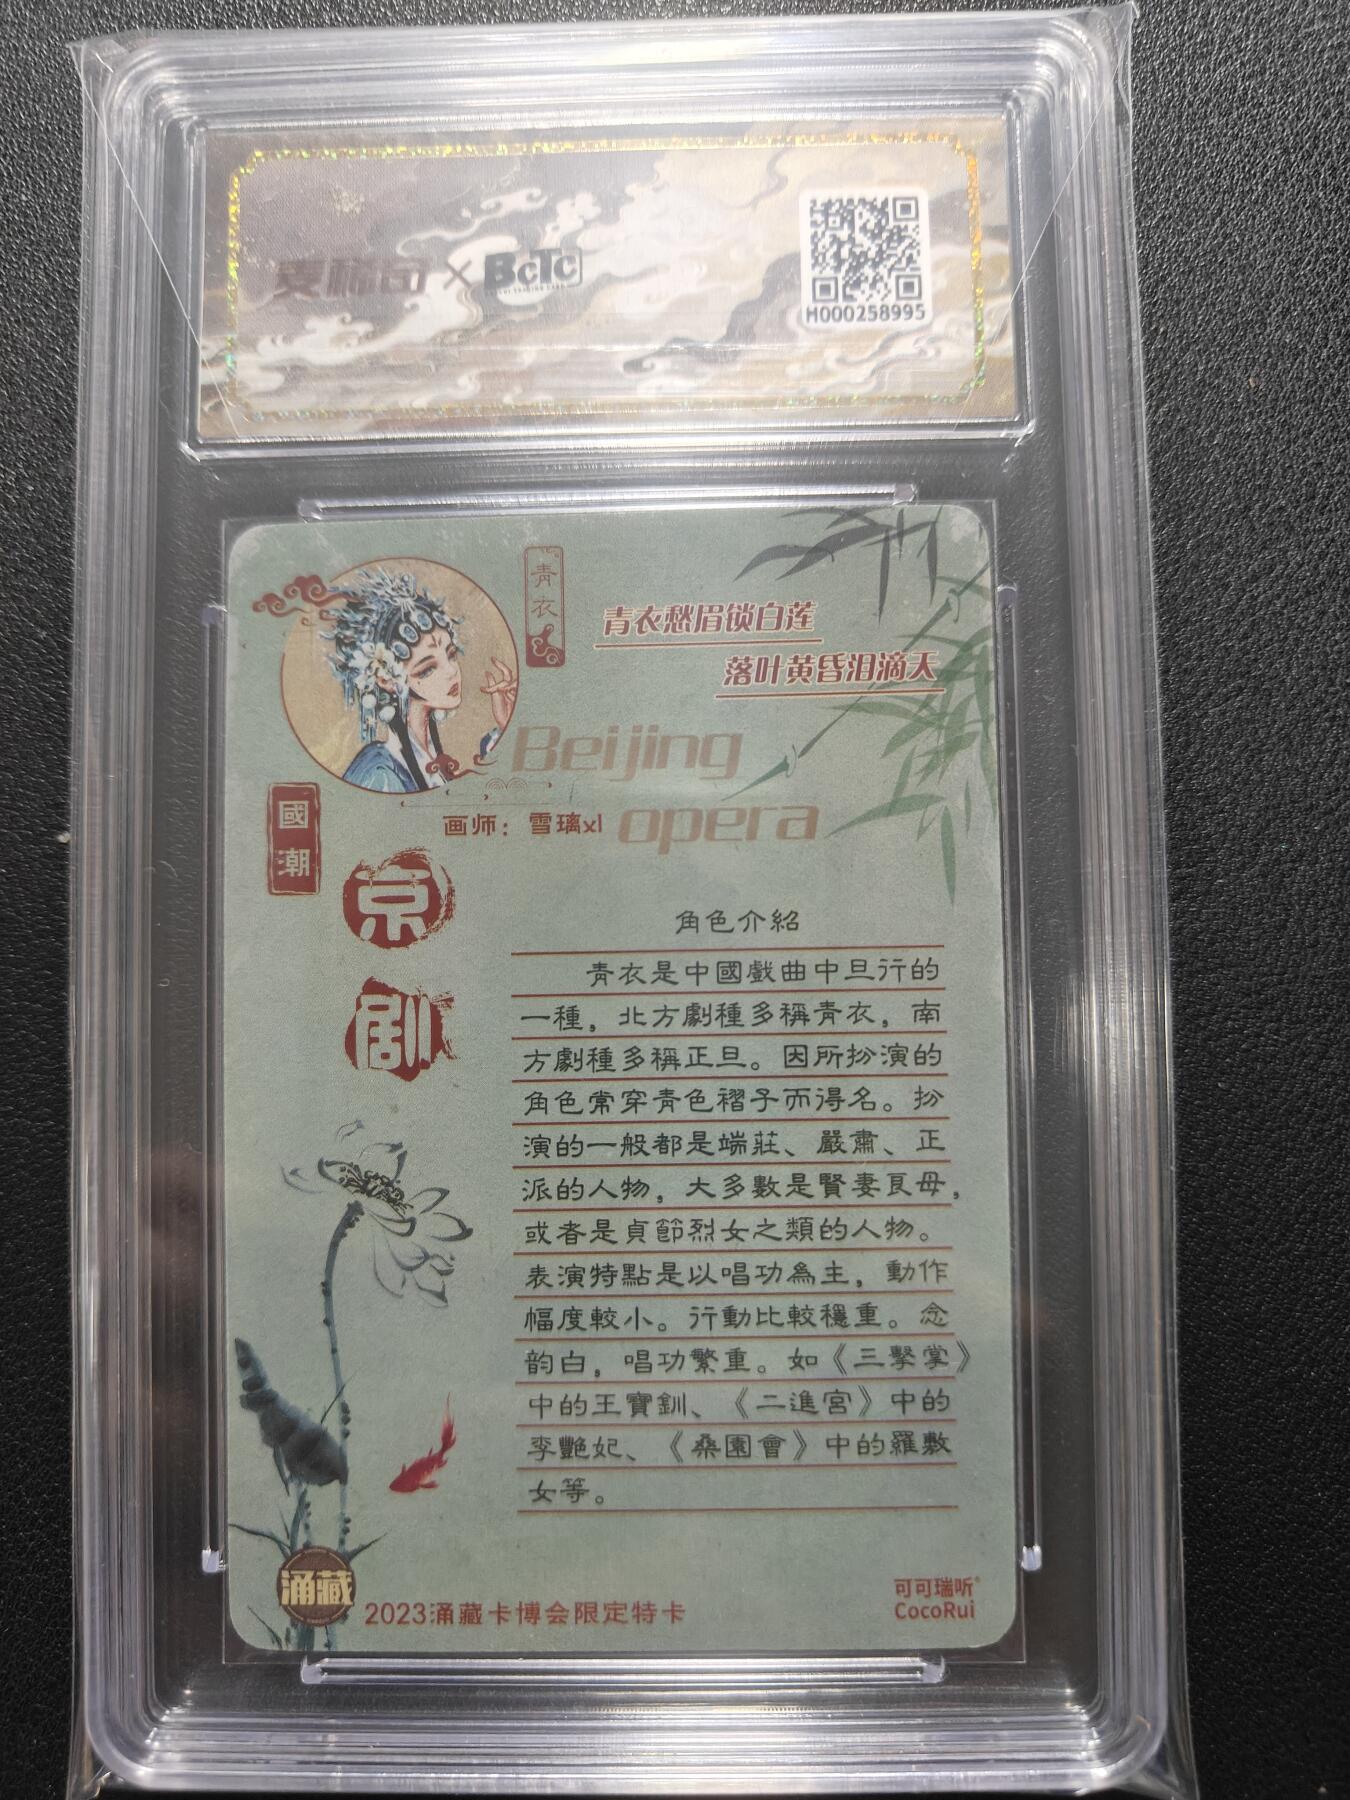 麦稀奇 × BCTC
H000258995
青衣
青衣愁眉锁白莲
落叶黄昏泪滴天
Beijing
opera
画师：雪璃xl
國潮
京剧
角色介紹
青衣是中國戲曲中旦行的
一種，北方劇種多稱青衣，南
方劇種多稱正旦。因所扮演的
角色常穿青色褶子而得名。扮
演的一般都是端莊、嚴肅、正
派的人物，大多數是賢妻良母，
或者是貞節烈女之類的人物。
表演特點是以唱功為主，動作
幅度較小。行動比較穩重。念
韵白，唱功繁重。如《三擊掌》
中的王寶釧、《二進宮》中的
李艷妃、《桑園會》中的羅敷
女等。
涌藏
2023涌藏卡博会限定特卡
可可瑞听®
CocoRui